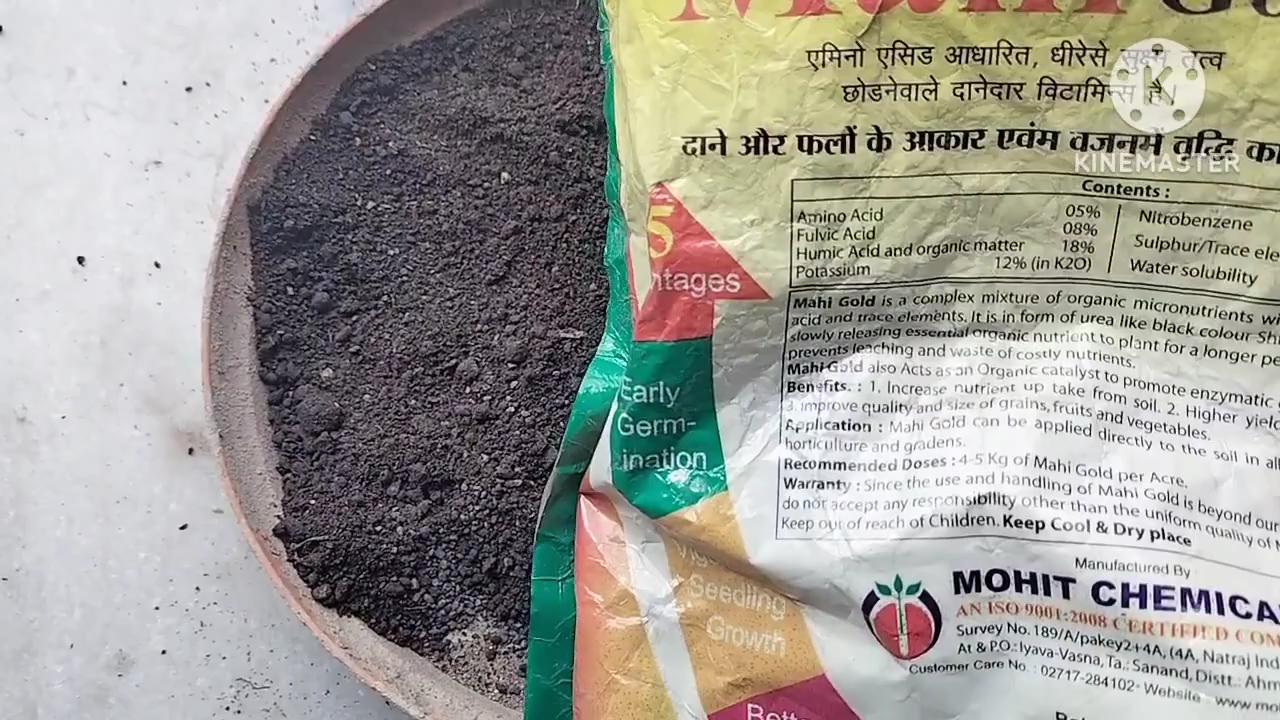 एमिनो एसिड आधारित, धीरेसे सूक्ष्म तत्व
छोडनेवाले दानेदार विटामिन्स है।
दाने और फलों के आकार एवंम वजनमें वृद्धि
KINEMASTER
Contents :
Amino Acid 05% Nitrobenzene
Fulvic Acid 08%
Humic Acid and organic matter 18% Sulphur/Trace
Potassium 12% (in K2O) Water solubility
5
Mahi Gold is a complex mixture of organic micronutrients
acid and trace elements. It is in form of urea like black colour
slowly releasing essential organic nutrient to plant for a longer
prevents leaching and waste of costly nutrients.
Mahi Gold also Acts as an Organic catalyst to promote enzymatic
Benefits. : 1. Increase nutrient up take from soil. 2. Higher
3. improve quality and size of grains, fruits and vegetables.
Application : Mahi Gold can be applied directly to the soil in
horticulture and gradens.
Recommended Doses : 4-5 Kg of Mahi Gold per Acre.
Warranty : Since the use and handling of Mahi Gold is beyond our
do not accept any responsibility other than the uniform quality of
Keep out of reach of Children. Keep Cool & Dry place
Early
Germ-
ination
Seedling
Growth
Manufactured By
MOHIT
AN ISO 9001:2008 CERTIFIED
Survey No. 189/A/pakey2+4A, (4A, Natraj
At & P.O.: Iyava-Vasna, Ta.: Sanand, Distt.:
Customer Care No. : 02717-284102- Website :